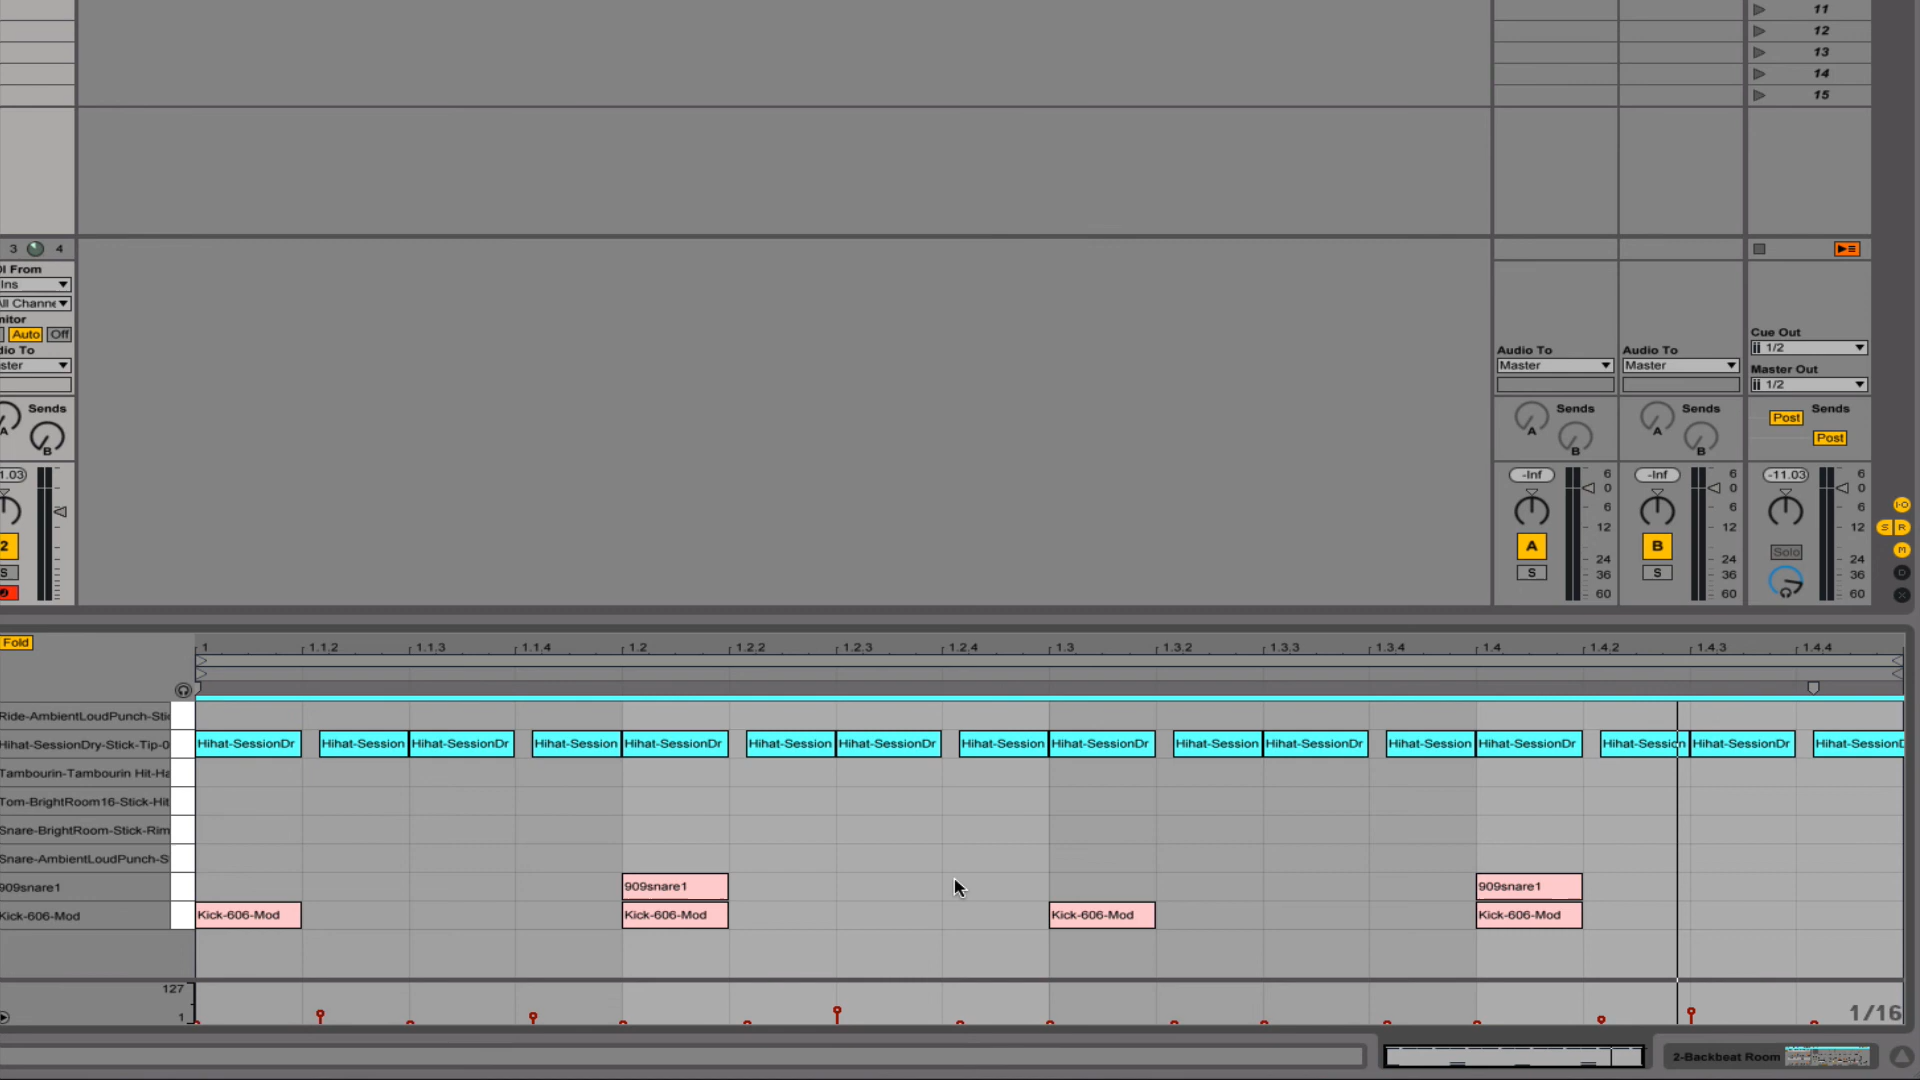 11
12
13
14
15
3 4
DI From
Ins
All Channe
nitor
Auto Off
dio To
ster
Audio To
Master
Audio To
Master
Cue Out
ii 1/2
Master Out
ii 1/2
Sends
A
B
Sends
A
B
Sends
A
B
Sends
Post
Post
1.03)
-Inf 6
0
6
12
24
36
60
-Inf 6
0
6
12
24
36
60
-11.03 6
0
6
12
24
36
60
2
S
A
S
B
S
Solo
I-O
S R
M
D
X
Fold
1 1.1.2 1.1.3 1.1.4 1.2 1.2.2 1.2.3 1.2.4 1.3 1.3.2 1.3.3 1.3.4 1.4 1.4.2 1.4.3 1.4.4
Ride-AmbientLoudPunch-Stic
Hihat-SessionDry-Stick-Tip-0 Hihat-SessionDr Hihat-Session Hihat-SessionDr Hihat-Session Hihat-SessionDr Hihat-Session Hihat-SessionDr Hihat-Session Hihat-SessionDr Hihat-Session Hihat-SessionDr Hihat-Session Hihat-SessionDr Hihat-Session Hihat-SessionDr Hihat-SessionD
Tambourin-Tambourin Hit-Ha
Tom-BrightRoom16-Stick-Hit
Snare-BrightRoom-Stick-Rim
Snare-AmbientLoudPunch-S
909snare1 909snare1 909snare1
Kick-606-Mod Kick-606-Mod Kick-606-Mod Kick-606-Mod Kick-606-Mod
127
1
1/16
2-Backbeat Room